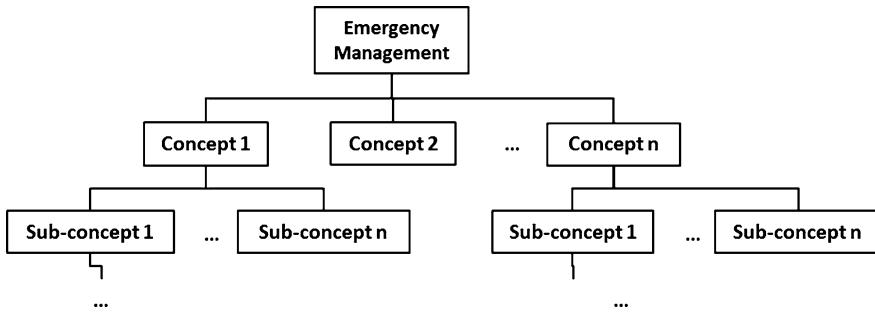 Emergency
Management
Concept 1
Concept 2
...
Concept n
Sub-concept 1
...
Sub-concept n
Sub-concept 1
...
Sub-concept n
...
...